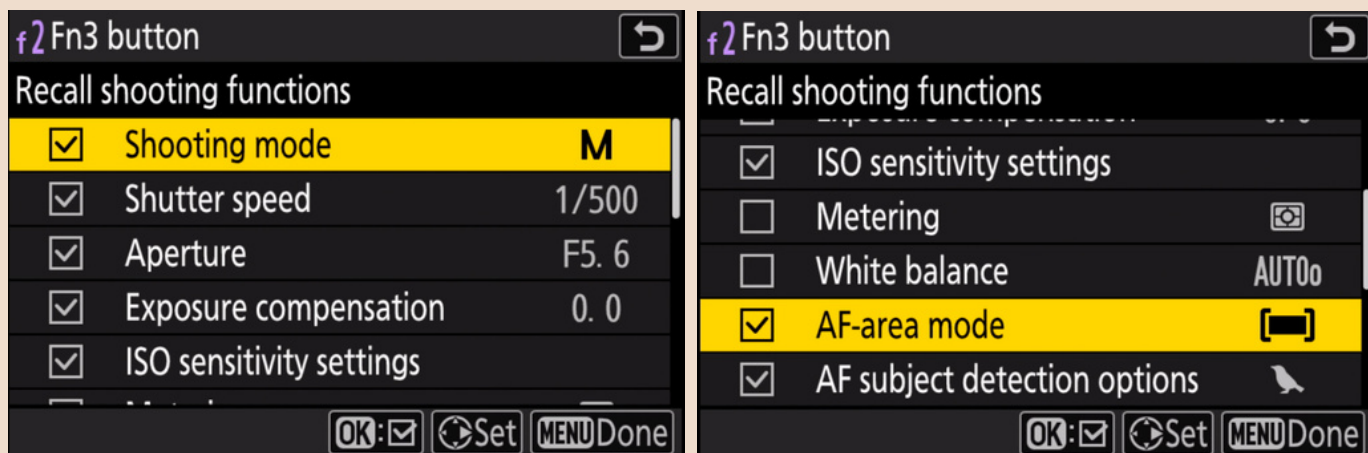 f2 Fn3 button
Recall shooting functions
Shooting mode M
Shutter speed 1/500
Aperture F5. 6
Exposure compensation 0. 0
ISO sensitivity settings
OK: Set MENU Done
f2 Fn3 button
Recall shooting functions
ISO sensitivity settings
Metering
White balance AUTO0
AF-area mode
AF subject detection options
OK: Set MENU Done